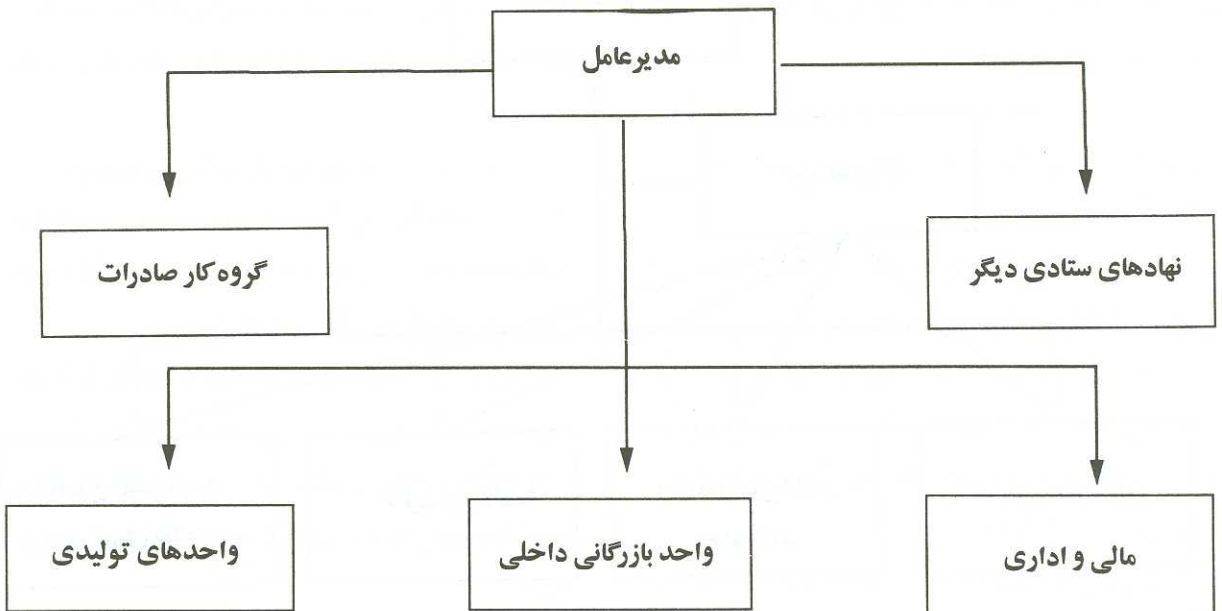 مدیرعامل
نهادهای ستادی دیگر
گروه کار صادرات
مالی و اداری
واحد بازرگانی داخلی
واحدهای تولیدی